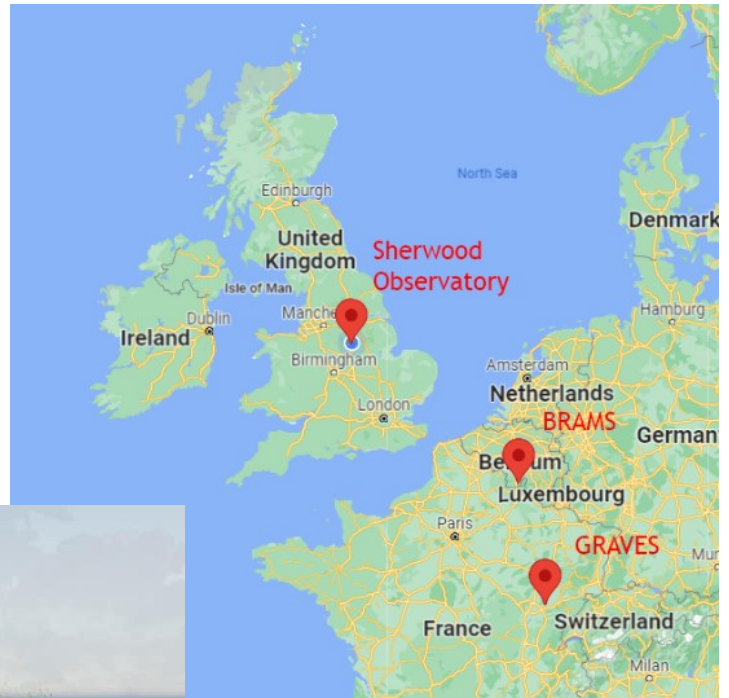 North Sea
Edinburgh
Denmark
United
Kingdom
Sherwood
Observatory
Isle of Man
Dublin
Manche
Hamburg
Ireland
Birmingham
Amsterdam
Netherlands
London
BRAMS
German
Be um
Luxembourg
Paris
GRAVES
Mun
Switzerland
France
Milan